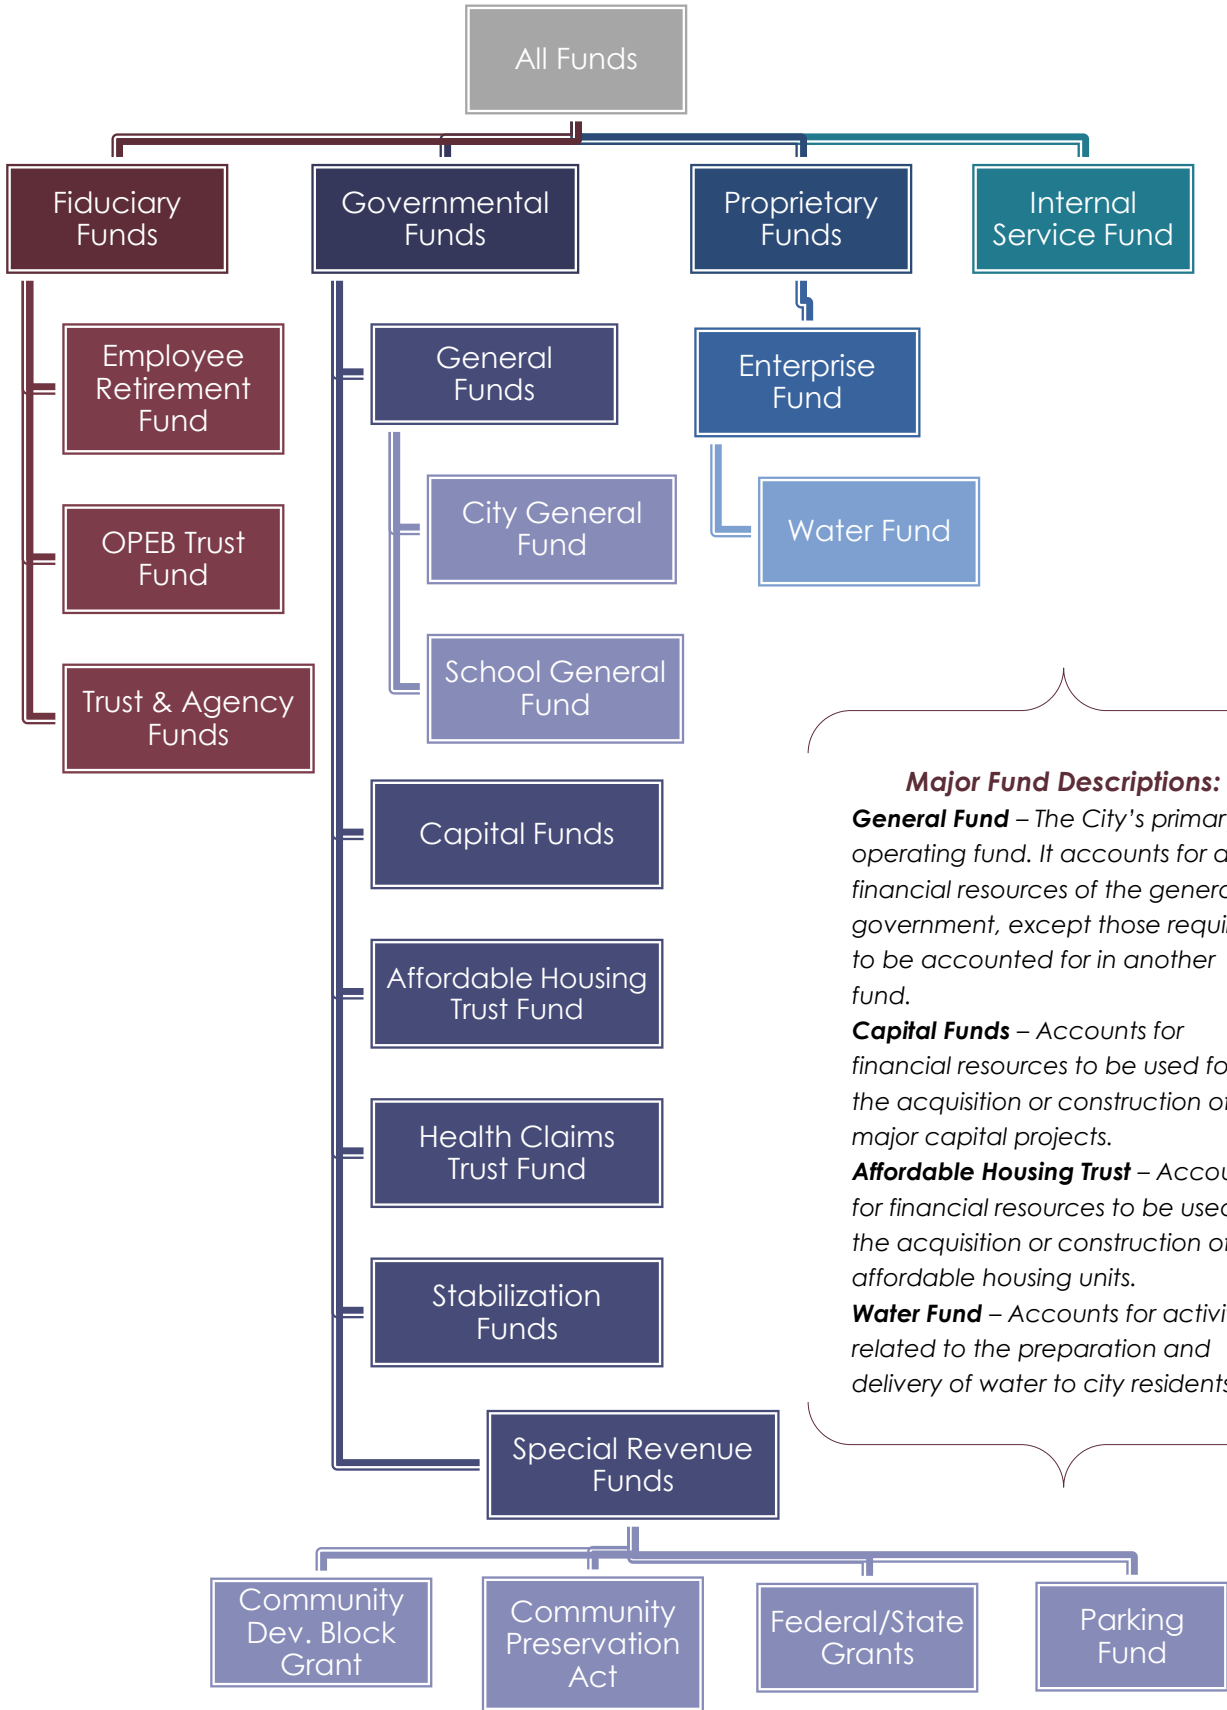 All Funds
Fiduciary
Funds
Governmental
Funds
Proprietary
Funds
Internal
Service Fund
Employee
Retirement
Fund
OPEB Trust
Fund
Trust & Agency
Funds
General
Funds
City General
Fund
School General
Fund
Capital Funds
Affordable Housing
Trust Fund
Health Claims
Trust Fund
Stabilization
Funds
Special Revenue
Funds
Community
Dev. Block
Grant
Community
Preservation
Act
Federal/State
Grants
Parking
Fund
Enterprise
Fund
Water Fund
Major Fund Descriptions:
General Fund – The City's primar
operating fund. It accounts for a
financial resources of the genera
government, except those requi
to be accounted for in another
fund.
Capital Funds – Accounts for
financial resources to be used fo
the acquisition or construction of
major capital projects.
Affordable Housing Trust – Accou
for financial resources to be used
the acquisition or construction of
affordable housing units.
Water Fund – Accounts for activi
related to the preparation and
delivery of water to city residents